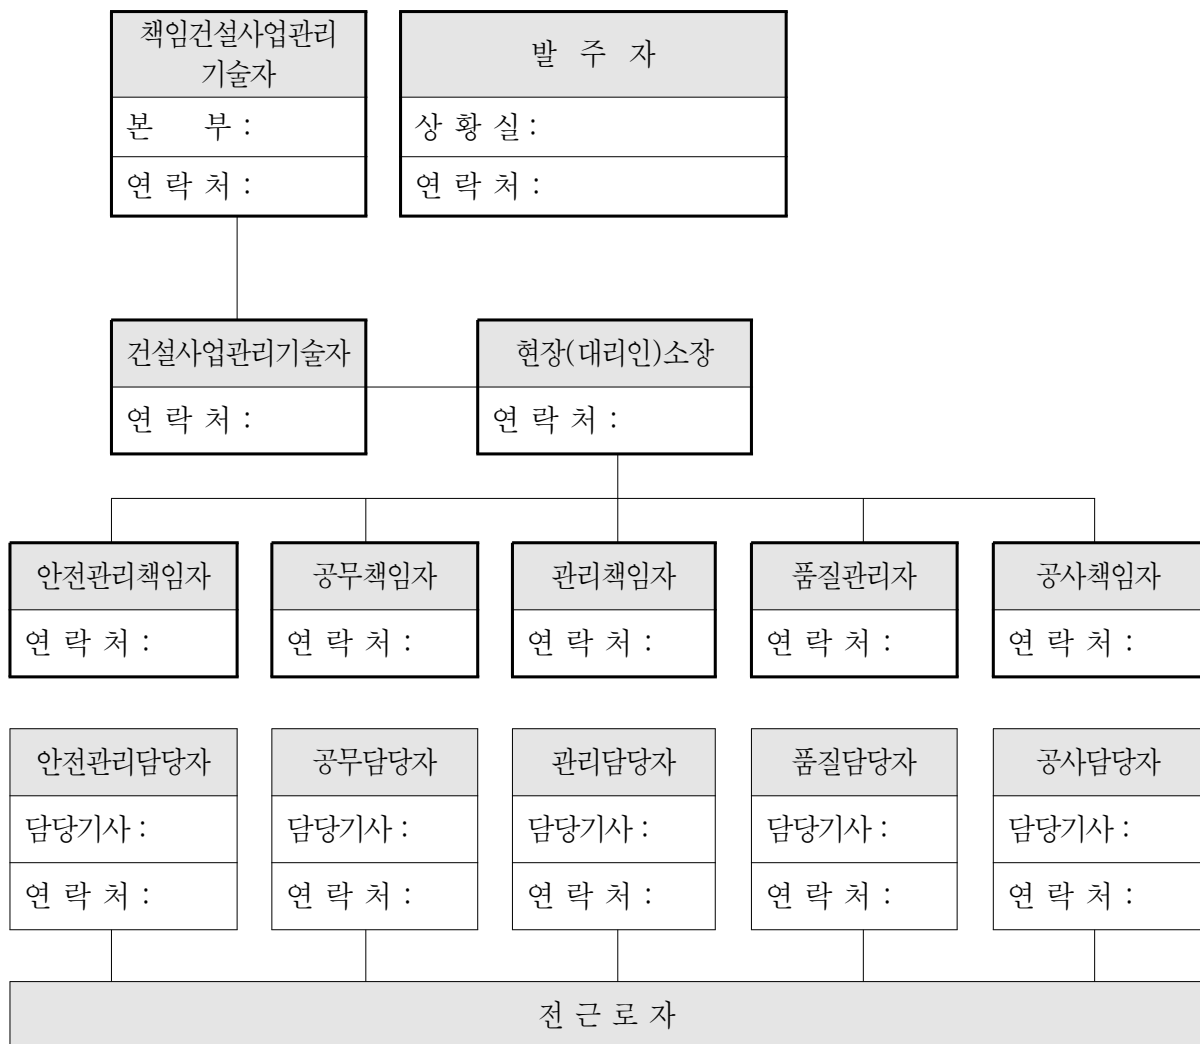 책임건설사업관리
기술자
발 주 자
본 부 :
상 황 실 :
연 락 처 :
연 락 처 :
건설사업관리기술자
현장(대리인)소장
연 락 처 :
연 락 처 :
안전관리책임자
공무책임자
관리책임자
품질관리자
공사책임자
연 락 처 :
연 락 처 :
연 락 처 :
연 락 처 :
연 락 처 :
안전관리담당자
공무담당자
관리담당자
품질담당자
공사담당자
담당기사 :
담당기사 :
담당기사 :
담당기사 :
담당기사 :
연 락 처 :
연 락 처 :
연 락 처 :
연 락 처 :
연 락 처 :
전 근 로 자